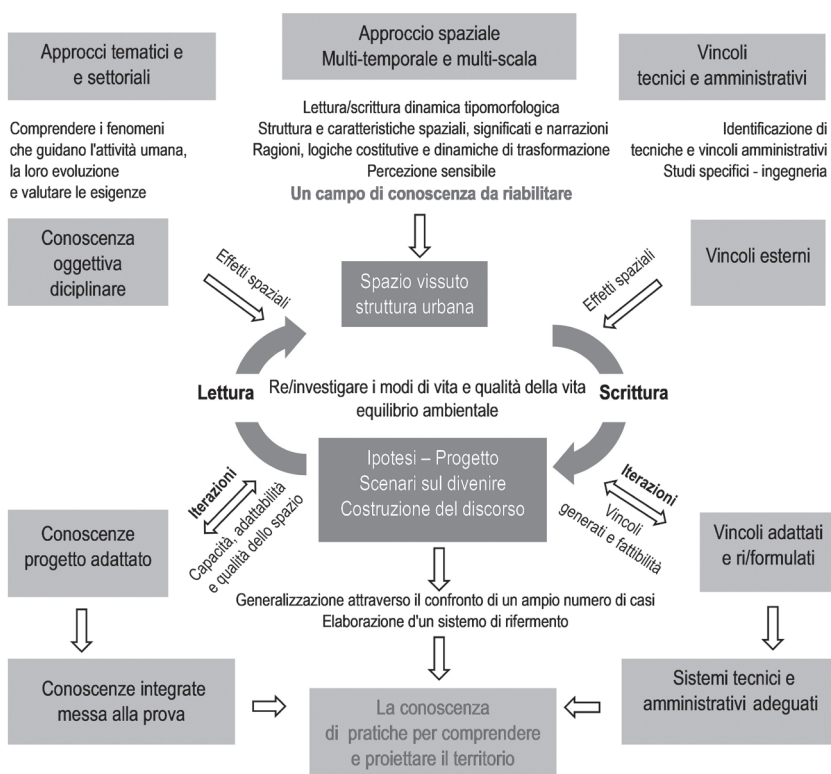 Approcci tematici e
e settoriali
Approccio spaziale
Multi-temporale e multi-scala
Vincoli
tecnici e amministrativi
Comprendere i fenomeni
che guidano l'attività umana,
la loro evoluzione
e valutare le esigenze
Lettura/scrittura dinamica tipomorfologica
Struttura e caratteristiche spaziali, significati e narrazioni
Ragioni, logiche costitutive e dinamiche di trasformazione
Percezione sensibile
Un campo di conoscenza da riabilitare
Identificazione di
tecniche e vincoli amministrativi
Studi specifici - ingegneria
Conoscenza
oggettiva
diciplinare
Effetti spaziali
Spazio vissuto
struttura urbana
Effetti spaziali
Vincoli esterni
Lettura
Re/investigare i modi di vita e qualità della vita
equilibrio ambientale
Scrittura
Ipotesi – Progetto
Scenari sul divenire
Costruzione del discorso
Iterazioni
Capacità, adattabilità
e qualità dello spazio
Iterazioni
Vincoli
generati e fattibilità
Conoscenze
progetto adattato
Vincoli adattati
e ri/formulati
Generalizzazione attraverso il confronto di un ampio numero di casi
Elaborazione d'un sistema di rifermento
Conoscenze integrate
messa alla prova
La conoscenza
di pratiche per comprendere
e proiettare il territorio
Sistemi tecnici e
amministrativi adeguati